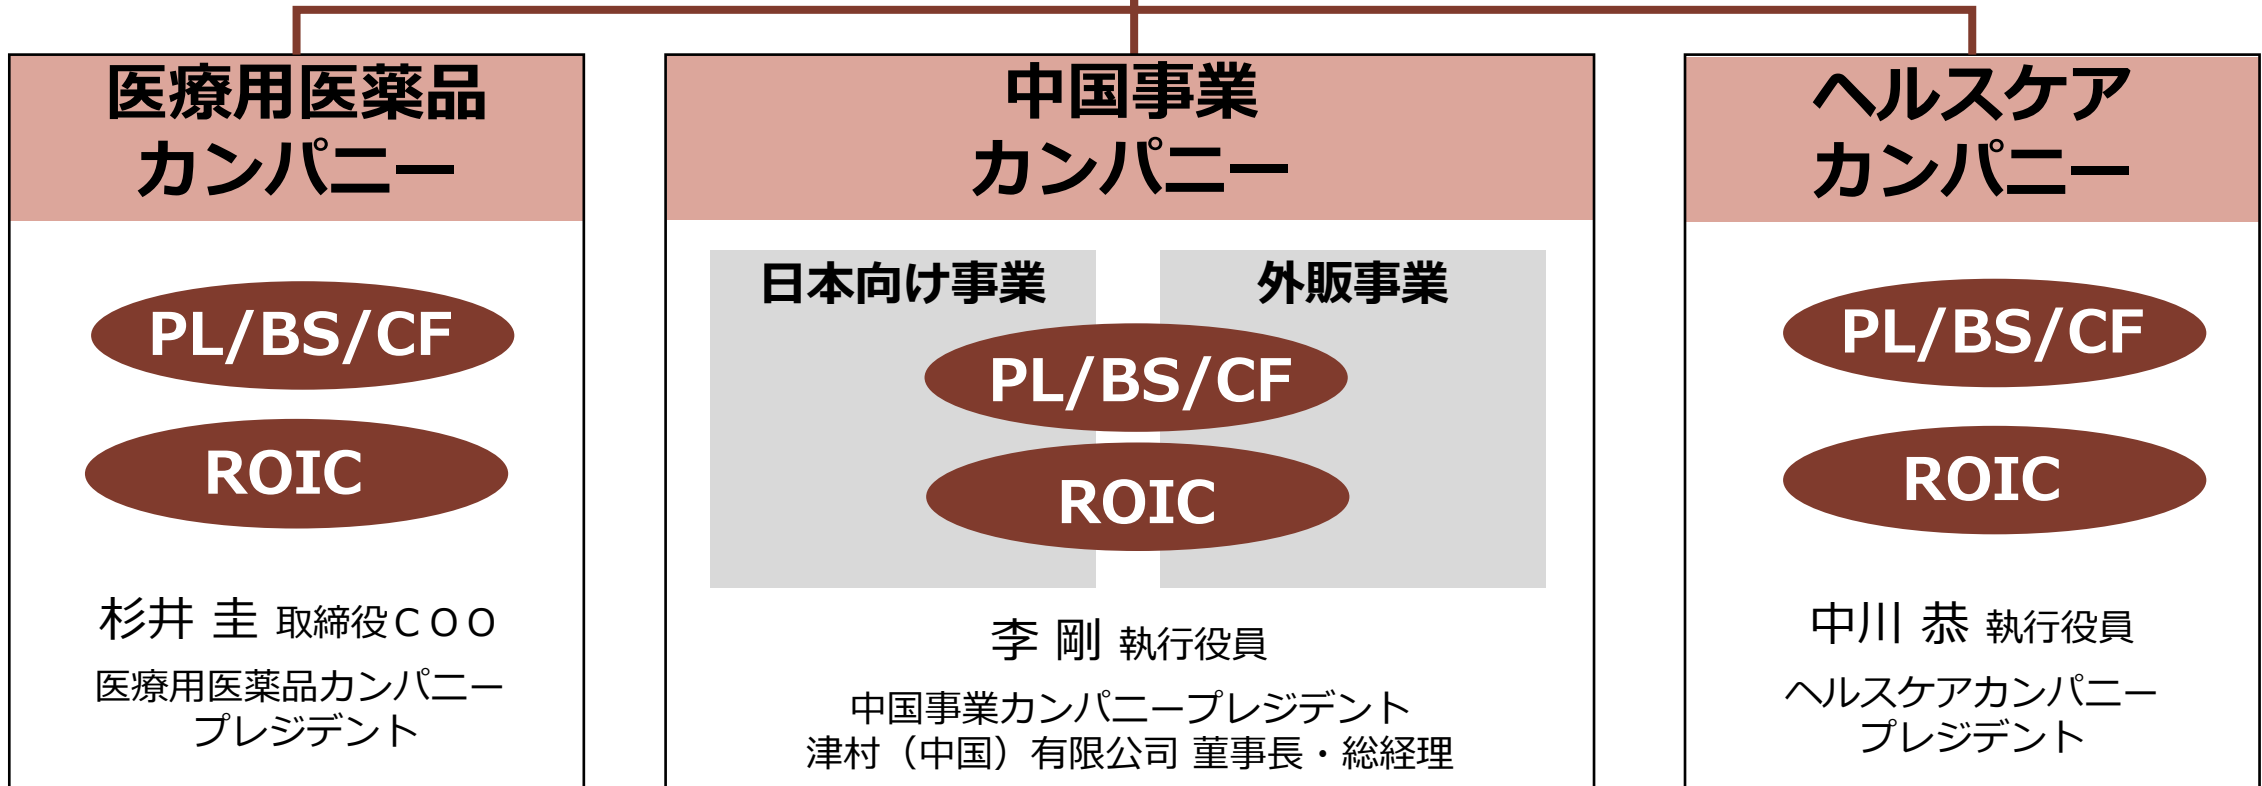 医療用医薬品
カンパニー
PL/BS/CF
ROIC
杉井 圭 取締役ＣＯＯ
医療用医薬品カンパニー
プレジデント
中国事業
カンパニー
日本向け事業
外販事業
PL/BS/CF
ROIC
李 剛 執行役員
中国事業カンパニープレジデント
津村（中国）有限公司 董事長・総経理
ヘルスケア
カンパニー
PL/BS/CF
ROIC
中川 恭 執行役員
ヘルスケアカンパニー
プレジデント